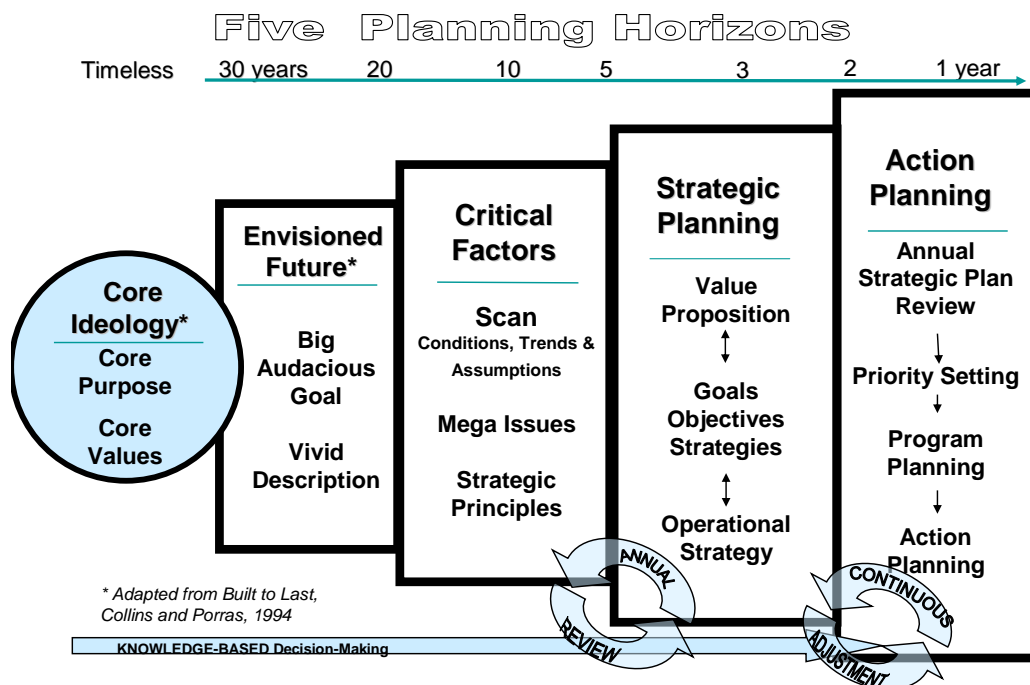 Five Planning Horizons
Timeless 30 years 20 10 5 3 2 1 year
Core
Ideology*
Core
Purpose
Core
Values
Envisioned
Future*
Big
Audacious
Goal
Vivid
Description
Critical
Factors
Scan
Conditions, Trends &
Assumptions
Mega Issues
Strategic
Principles
Strategic
Planning
Value
Proposition
Goals
Objectives
Strategies
Operational
Strategy
Action
Planning
Annual
Strategic Plan
Review
Priority Setting
Program
Planning
Action
Planning
ANNUAL
REVIEW
CONTINUOUS
ADJUSTMENT
* Adapted from Built to Last,
Collins and Porras, 1994
KNOWLEDGE-BASED Decision-Making